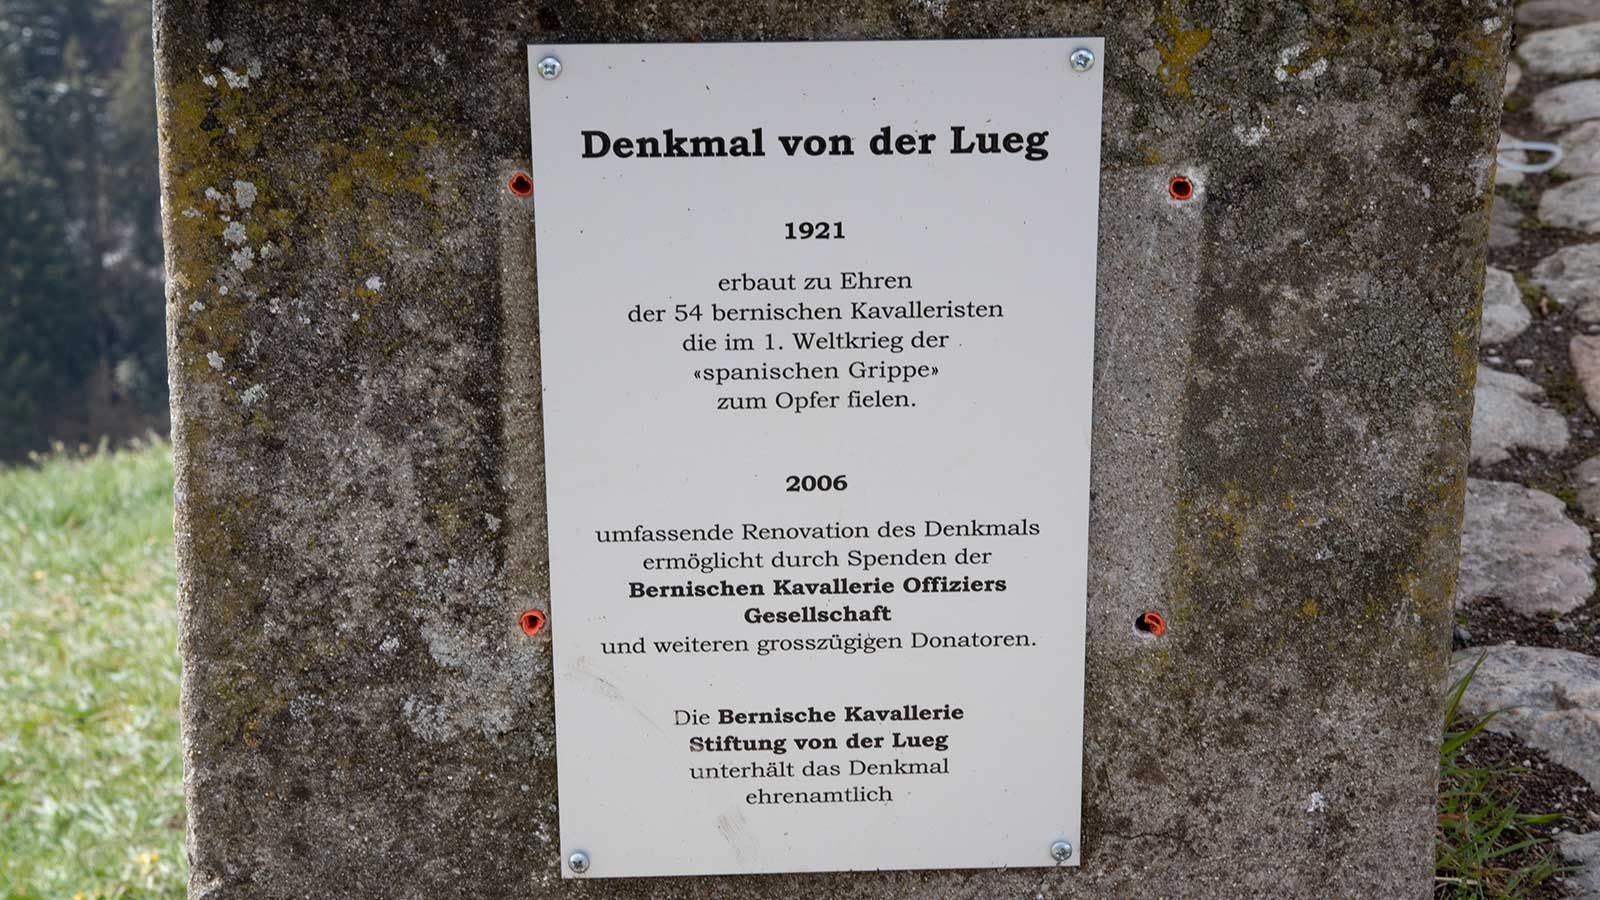 Denkmal von der Lueg
1921
erbaut zu Ehren
der 54 bernischen Kavalleristen
die im 1. Weltkrieg der
«spanischen Grippe»
zum Opfer fielen.
2006
umfassende Renovation des Denkmals
ermöglicht durch Spenden der
Bernischen Kavallerie Offiziers
Gesellschaft
und weiteren grosszügigen Donatoren.
Die Bernische Kavallerie
Stiftung von der Lueg
unterhält das Denkmal
ehrenamtlich